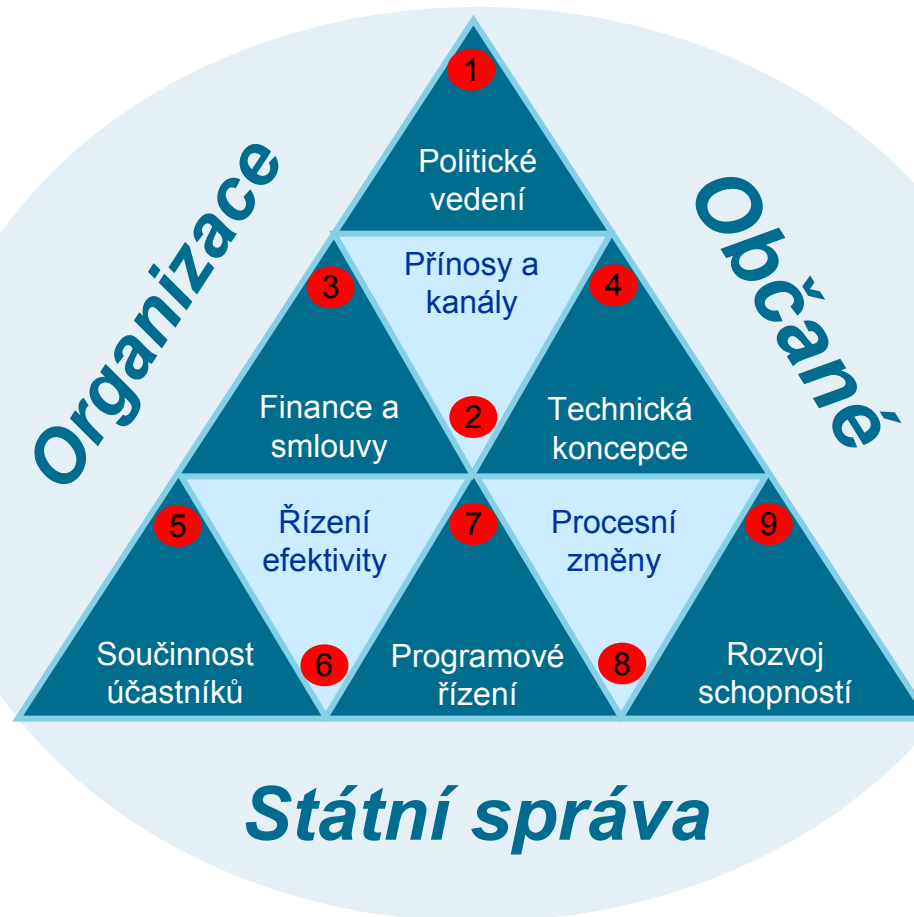 1
Politické
vedení
Organizace
Občané
Přínosy a
kanály
2
3
Finance a
smlouvy
4
Technická
koncepce
5
Součinnost
účastníků
Řízení
efektivity
6
7
Programové
řízení
Procesní
změny
8
9
Rozvoj
schopností
Státní správa